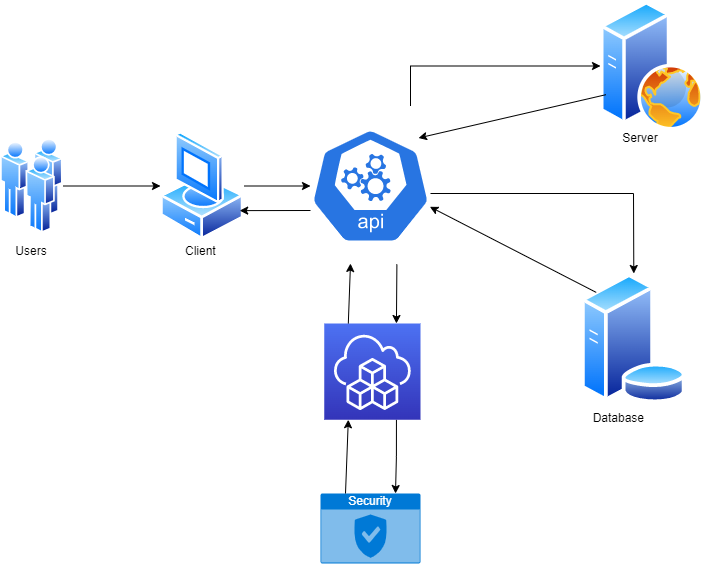 Server
api
Users
Client
Database
Security